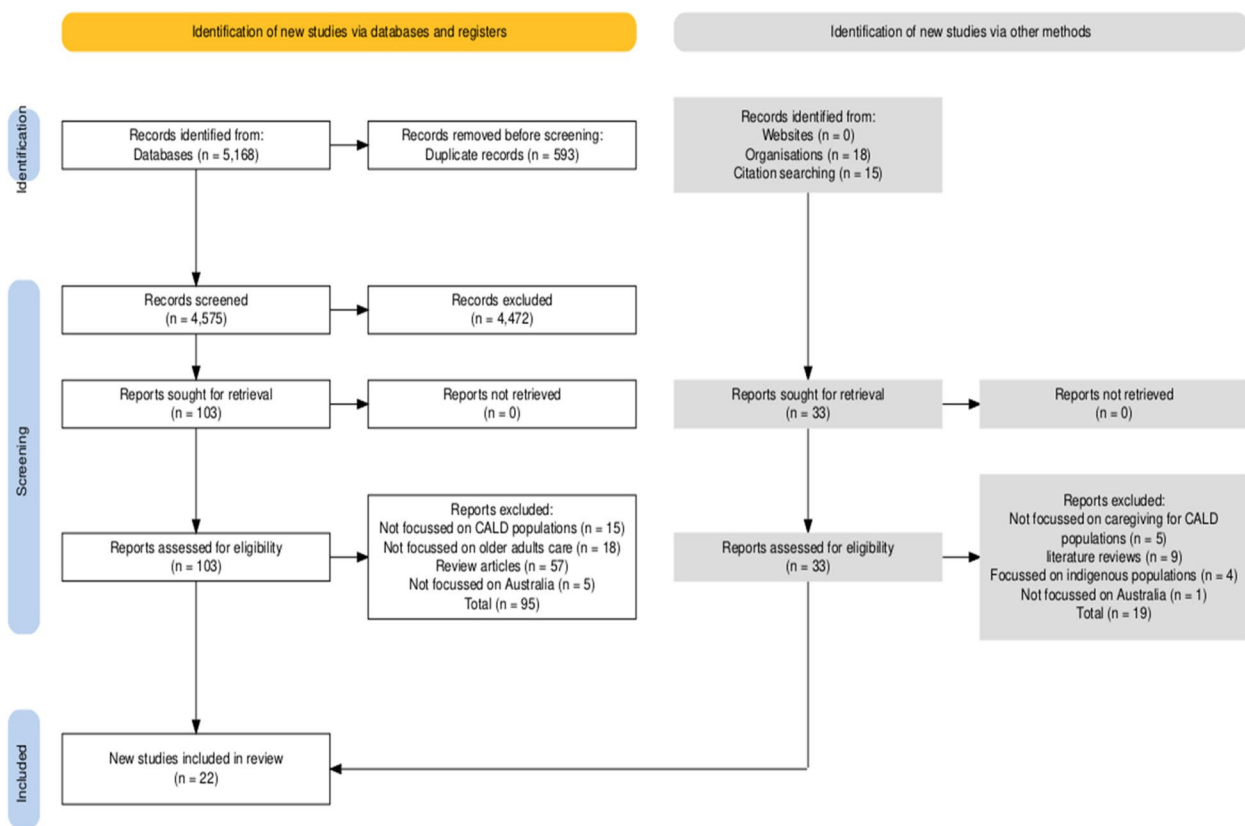 Identification of new studies via databases and registers
Identification of new studies via other methods
Identification
Records identified from:
Databases (n = 5,168)
Records removed before screening:
Duplicate records (n = 593)
Records identified from:
Websites (n = 0)
Organisations (n = 18)
Citation searching (n = 15)
Screening
Records screened
(n = 4,575)
Records excluded
(n = 4,472)
Reports sought for retrieval
(n = 103)
Reports not retrieved
(n = 0)
Reports sought for retrieval
(n = 33)
Reports not retrieved
(n = 0)
Reports assessed for eligibility
(n = 103)
Reports excluded:
Not focussed on CALD populations (n = 15)
Not focussed on older adults care (n = 18)
Review articles (n = 57)
Not focussed on Australia (n = 5)
Total (n = 95)
Reports assessed for eligibility
(n = 33)
Reports excluded:
Not focussed on caregiving for CALD
populations (n = 5)
literature reviews (n = 9)
Focussed on indigenous populations (n = 4)
Not focussed on Australia (n = 1)
Total (n = 19)
Included
New studies included in review
(n = 22)